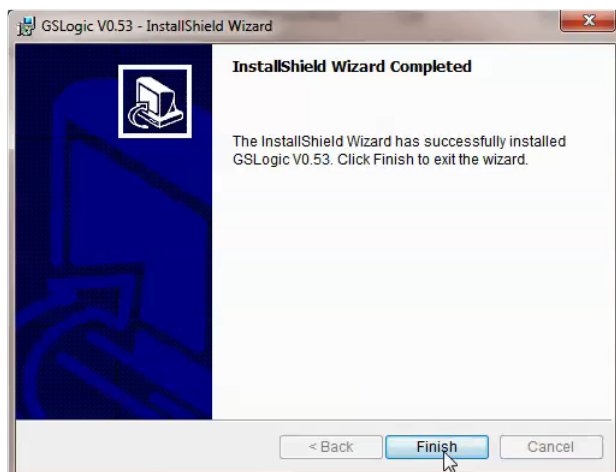 GSLogic V0.53 - InstallShield Wizard
InstallShield Wizard Completed
The InstallShield Wizard has successfully installed
GSLogic V0.53. Click Finish to exit the wizard.
< Back
Finish
Cancel